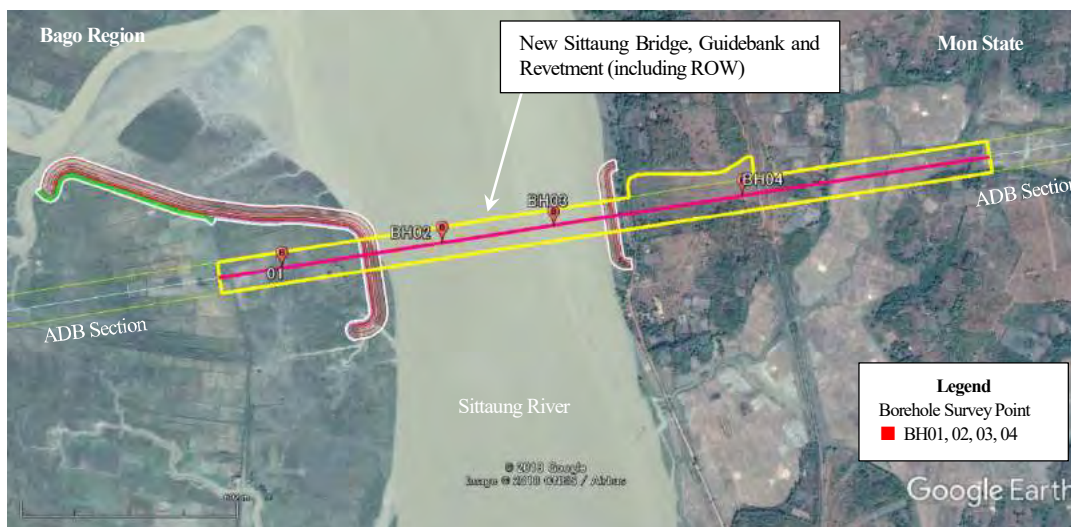 Bago Region
New Sittaung Bridge, Guidebank and
Revetment (including ROW)
Mon State
BH04
BH03
BH02
01
ADB Section
ADB Section
Sittaung River
Legend
Borehole Survey Point
BH01, 02, 03, 04
© 2018 Google
Image © 2018 CNES / Airbus
Google Earth